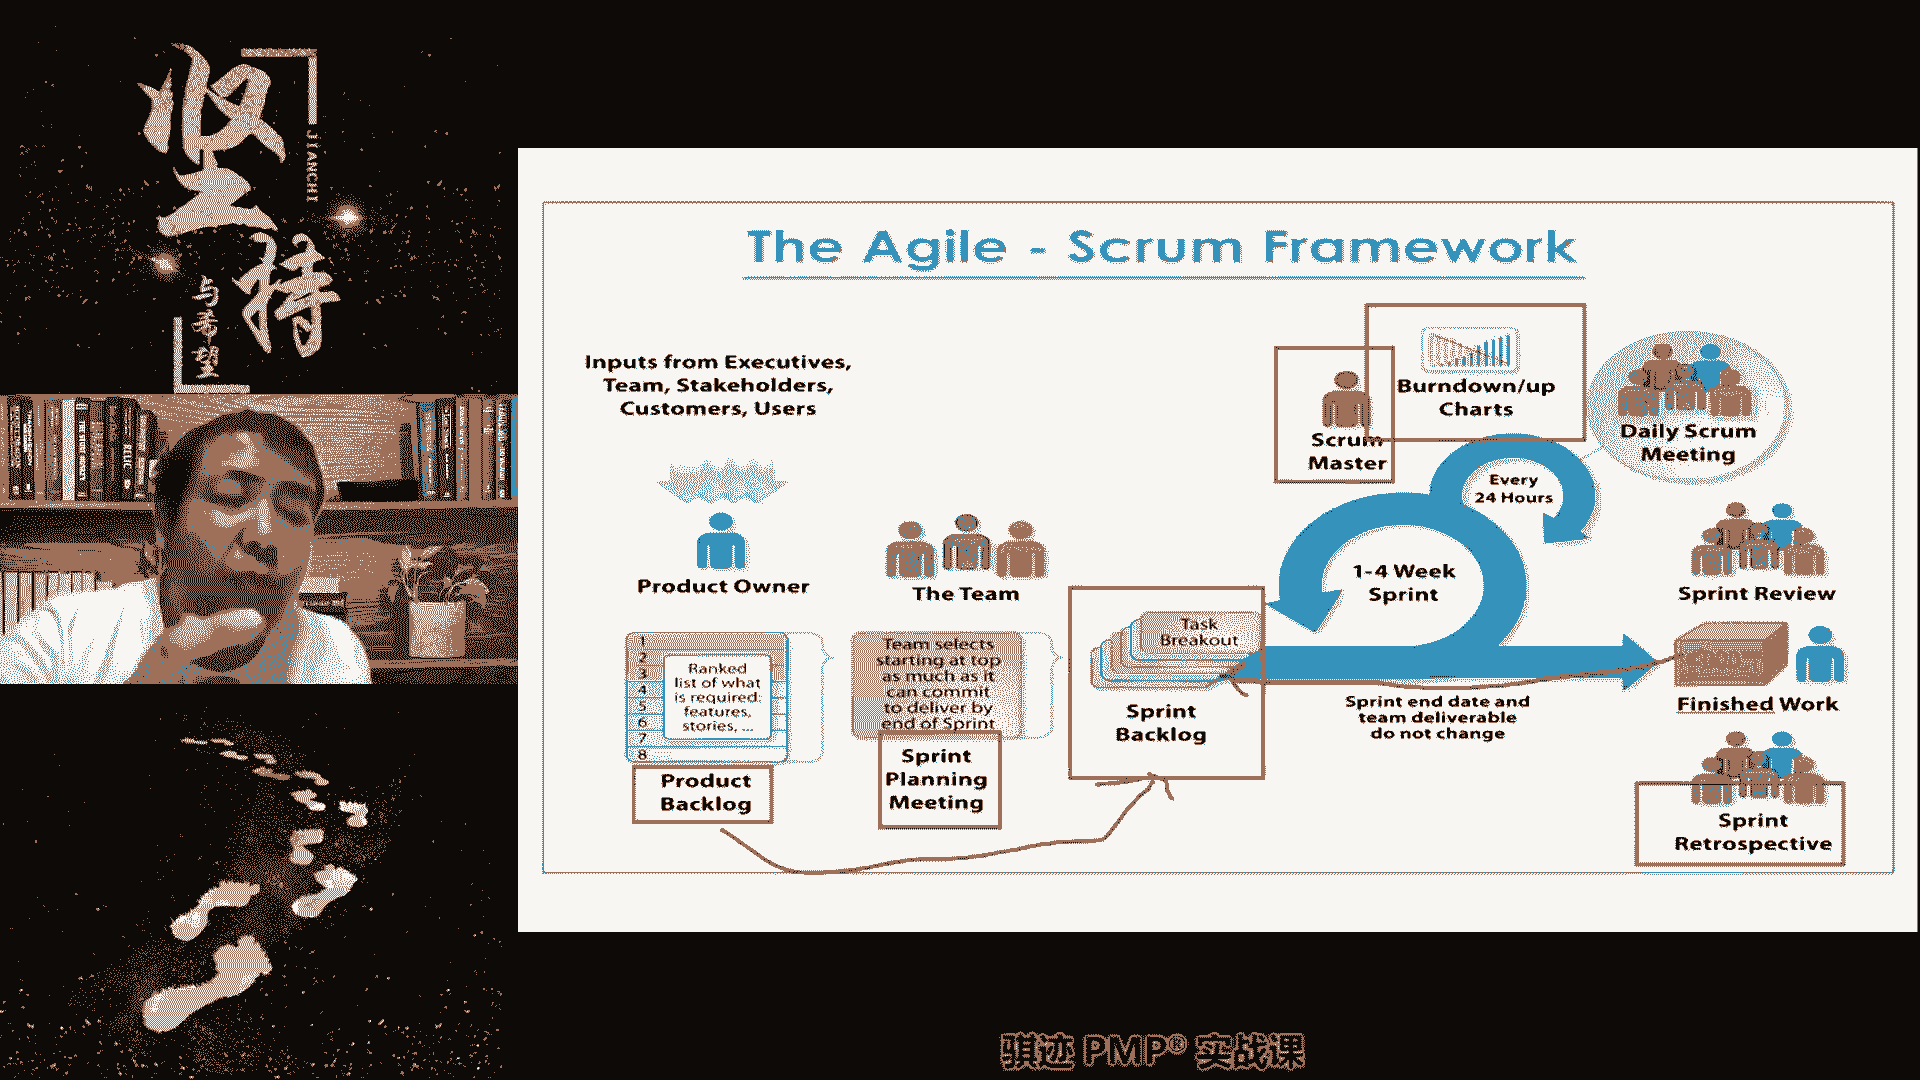 坚持
JIANCHI
与希望
The Agile - Scrum Framework
Inputs from Executives,
Team, Stakeholders,
Customers, Users
Product Owner
The Team
1
2
3
4
5
6
7
8
Ranked
list of what
is required:
features,
stories, ...
Product
Backlog
Team selects
starting at top
as much as it
can commit
to deliver by
end of Sprint
Sprint
Planning
Meeting
Task
Breakout
Sprint
Backlog
Scrum
Master
Burndown/up
Charts
Every
24 Hours
1-4 Week
Sprint
Sprint end date and
team deliverable
do not change
Daily Scrum
Meeting
Sprint Review
Finished Work
Sprint
Retrospective
骐迹 PMP® 实战课